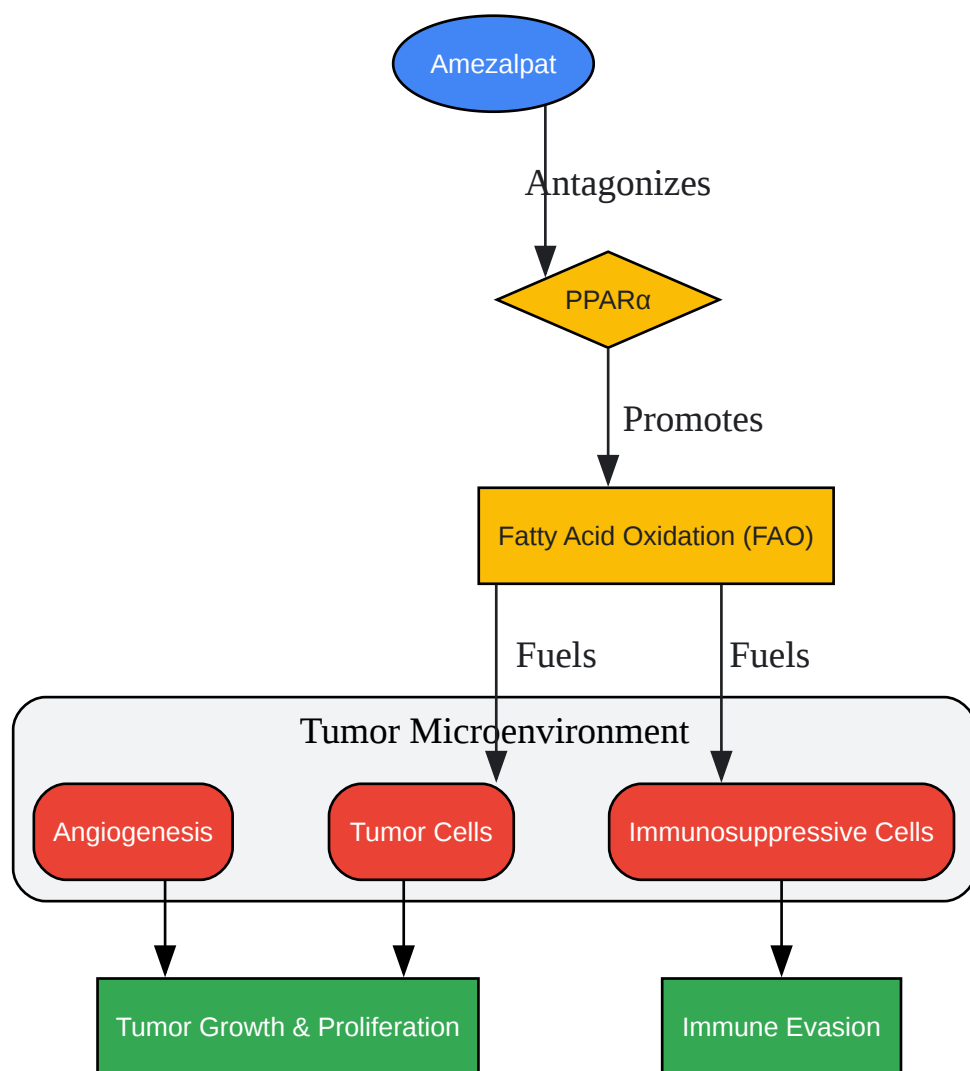 Amezalpat
Antagonizes
PPARα
Promotes
Fatty Acid Oxidation (FAO)
Fuels
Fuels
Tumor Microenvironment
Angiogenesis
Tumor Cells
Immunosuppressive Cells
Tumor Growth & Proliferation
Immune Evasion